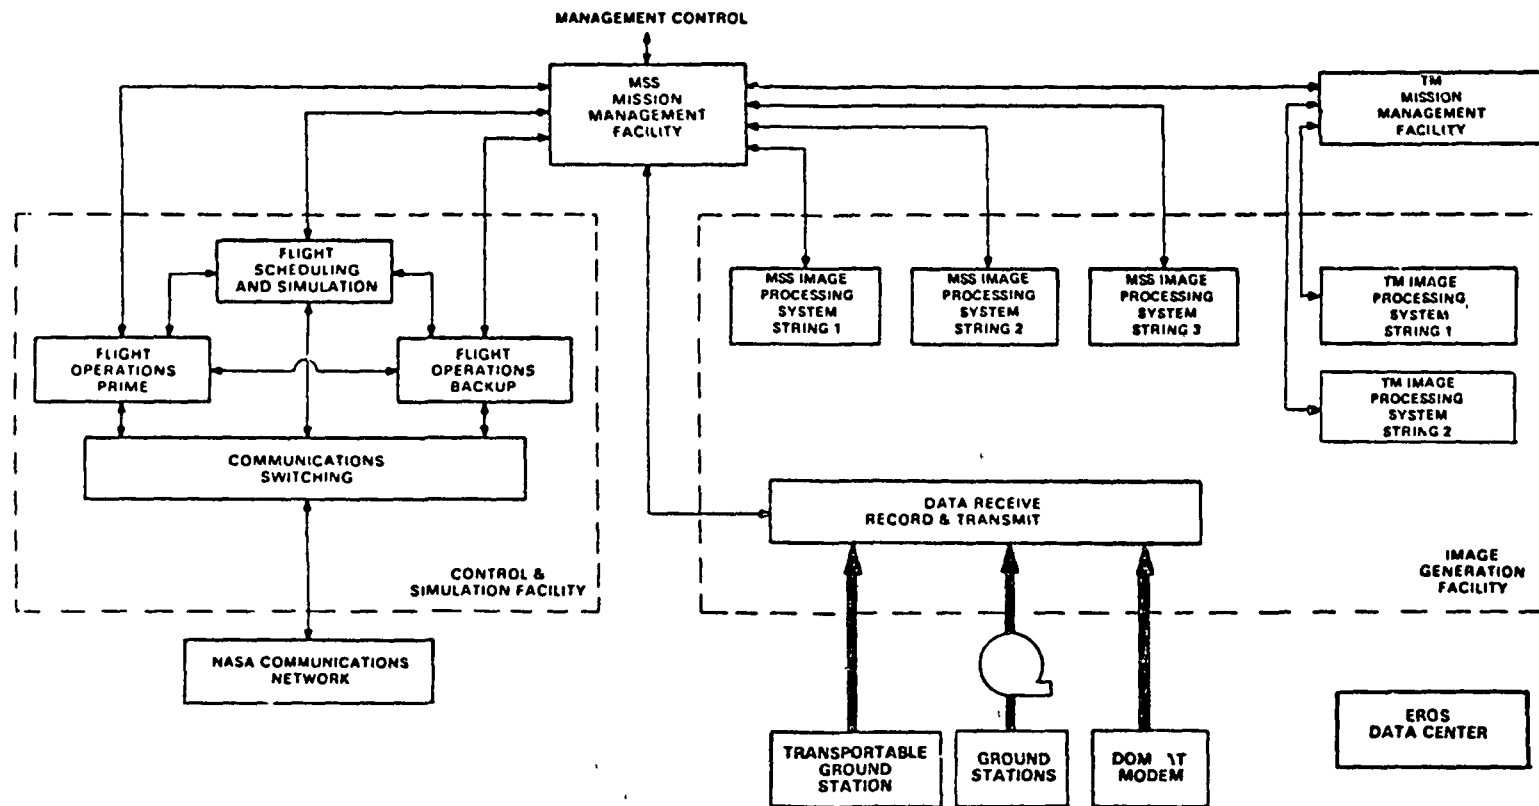 MANAGEMENT CONTROL
MSS
MISSION
MANAGEMENT
FACILITY
TM
MISSION
MANAGEMENT
FACILITY
FLIGHT
SCHEDULING
AND SIMULATION
FLIGHT
OPERATIONS
PRIME
FLIGHT
OPERATIONS
BACKUP
COMMUNICATIONS
SWITCHING
CONTROL &
SIMULATION FACILITY
NASA COMMUNICATIONS
NETWORK
MSS IMAGE
PROCESSING
SYSTEM
STRING 1
MSS IMAGE
PROCESSING
SYSTEM
STRING 2
MSS IMAGE
PROCESSING
SYSTEM
STRING 3
TM IMAGE
PROCESSING
SYSTEM
STRING 1
TM IMAGE
PROCESSING
SYSTEM
STRING 2
DATA RECEIVE
RECORD & TRANSMIT
IMAGE
GENERATION
FACILITY
TRANSPORTABLE
GROUND
STATION
GROUND
STATIONS
MODEM
EROS
DATA CENTER